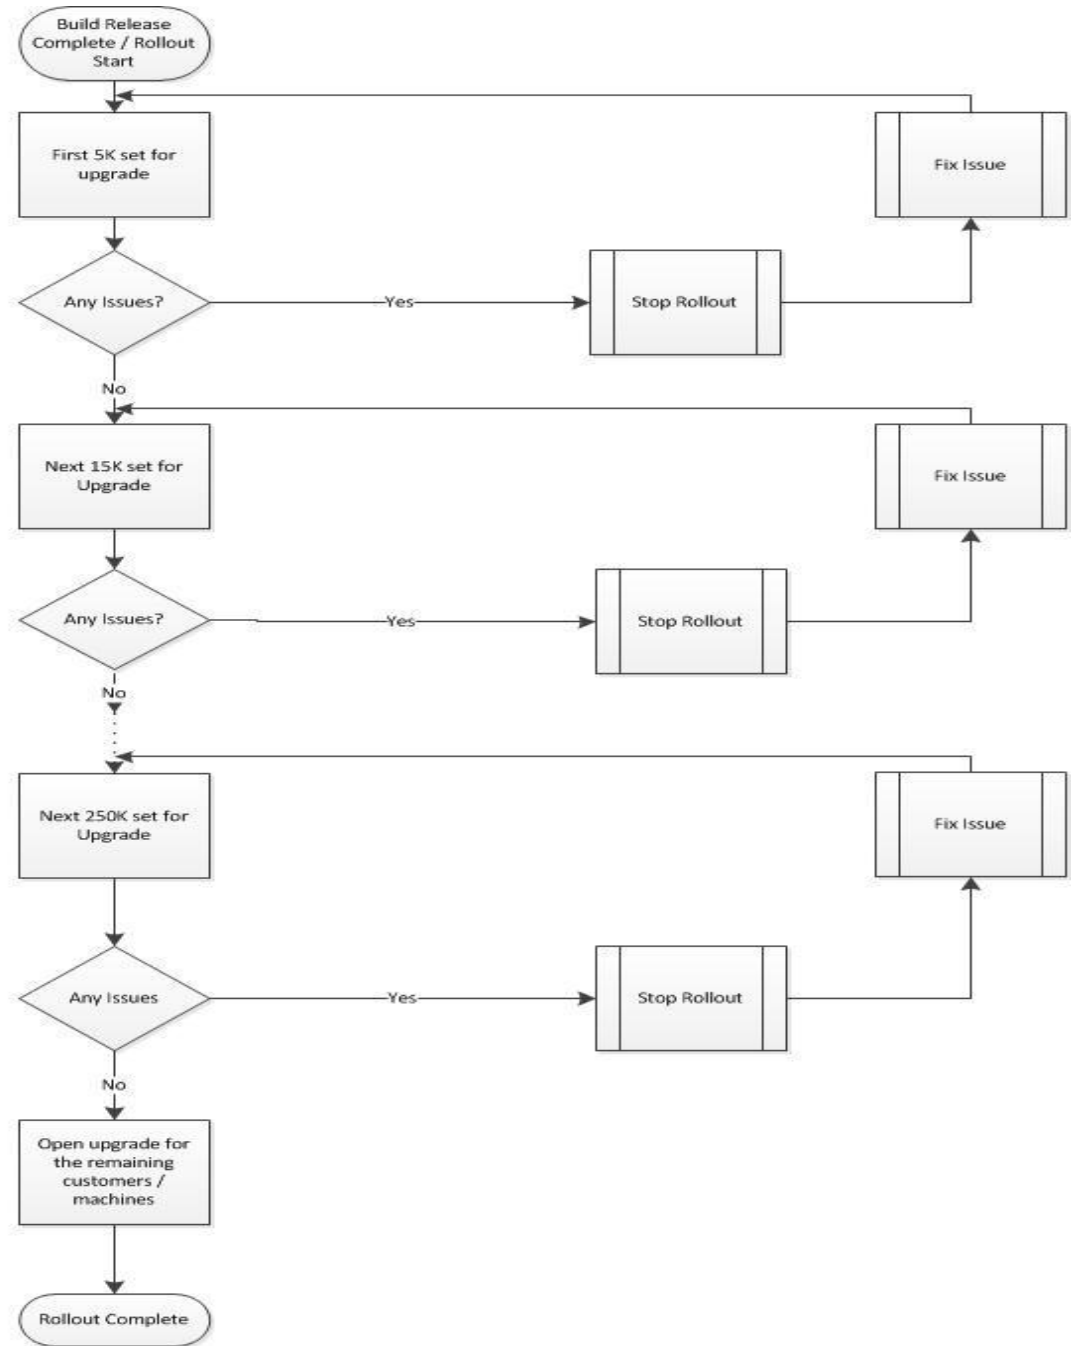 Build Release
Complete / Rollout
Start
First 5K set for
upgrade
Fix Issue
Any Issues?
Yes
Stop Rollout
No
Next 15K set for
Upgrade
Fix Issue
Any Issues?
Yes
Stop Rollout
No
Next 250K set for
Upgrade
Fix Issue
Any Issues
Yes
Stop Rollout
No
Open upgrade for
the remaining
customers /
machines
Rollout Complete